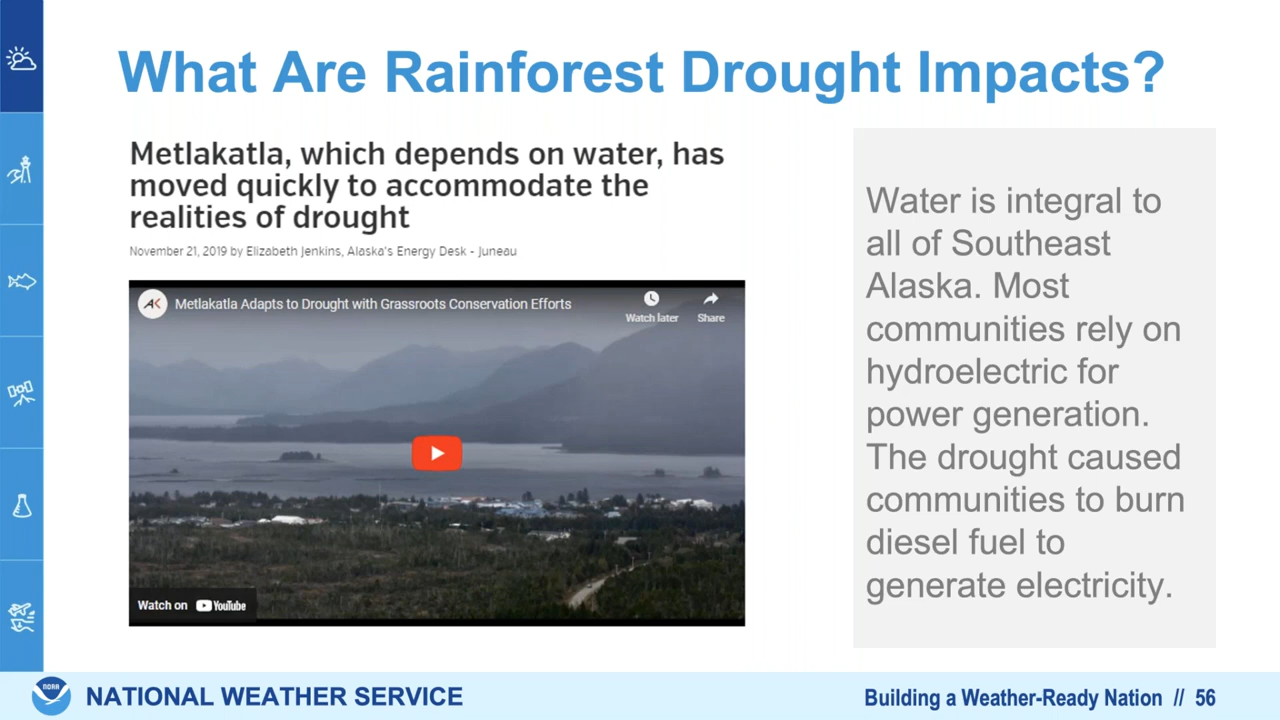 What Are Rainforest Drought Impacts?
Metlakatla, which depends on water, has
moved quickly to accommodate the
realities of drought
November 21, 2019 by Elizabeth Jenkins, Alaska's Energy Desk - Juneau
AK
Metlakatla Adapts to Drought with Grassroots Conservation Efforts
Watch later
Share
Watch on YouTube
Water is integral to
all of Southeast
Alaska. Most
communities rely on
hydroelectric for
power generation.
The drought caused
communities to burn
diesel fuel to
generate electricity.
NOAA
NATIONAL WEATHER SERVICE
Building a Weather-Ready Nation // 56